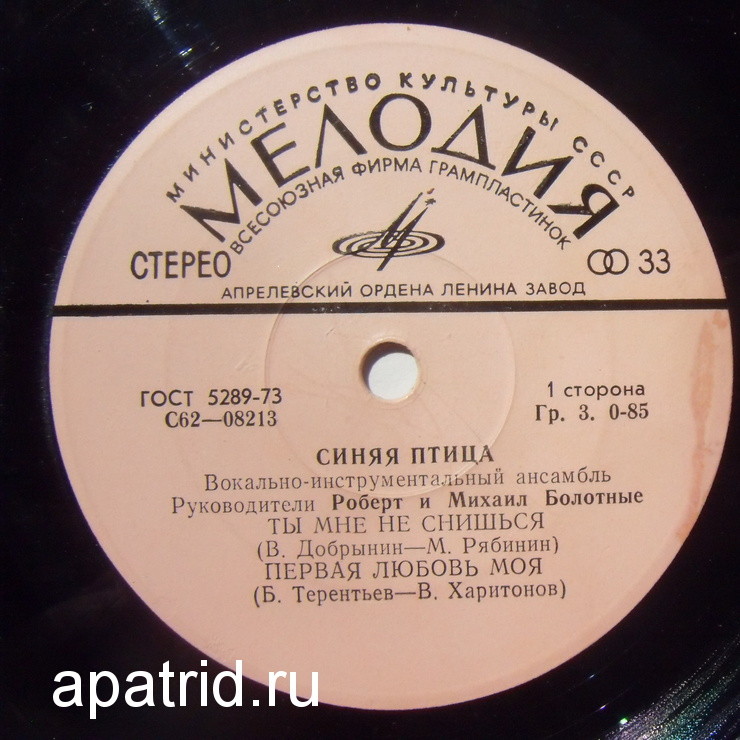 МИНИСТЕРСТВО КУЛЬТУРЫ СССР
МЕЛОДИЯ
ВСЕСОЮЗНАЯ ФИРМА ГРАМПЛАСТИНОК
СТЕРЕО
33
АПРЕЛЕВСКИЙ ОРДЕНА ЛЕНИНА ЗАВОД
ГОСТ 5289-73
С62—08213
1 сторона
Гр. 3. 0-85
СИНЯЯ ПТИЦА
Вокально-инструментальный ансамбль
Руководители Роберт и Михаил Болотные
ТЫ МНЕ НЕ СНИШЬСЯ
(В. Добрынин—М. Рябинин)
ПЕРВАЯ ЛЮБОВЬ МОЯ
(Б. Терентьев—В. Харитонов)
apatrid.ru